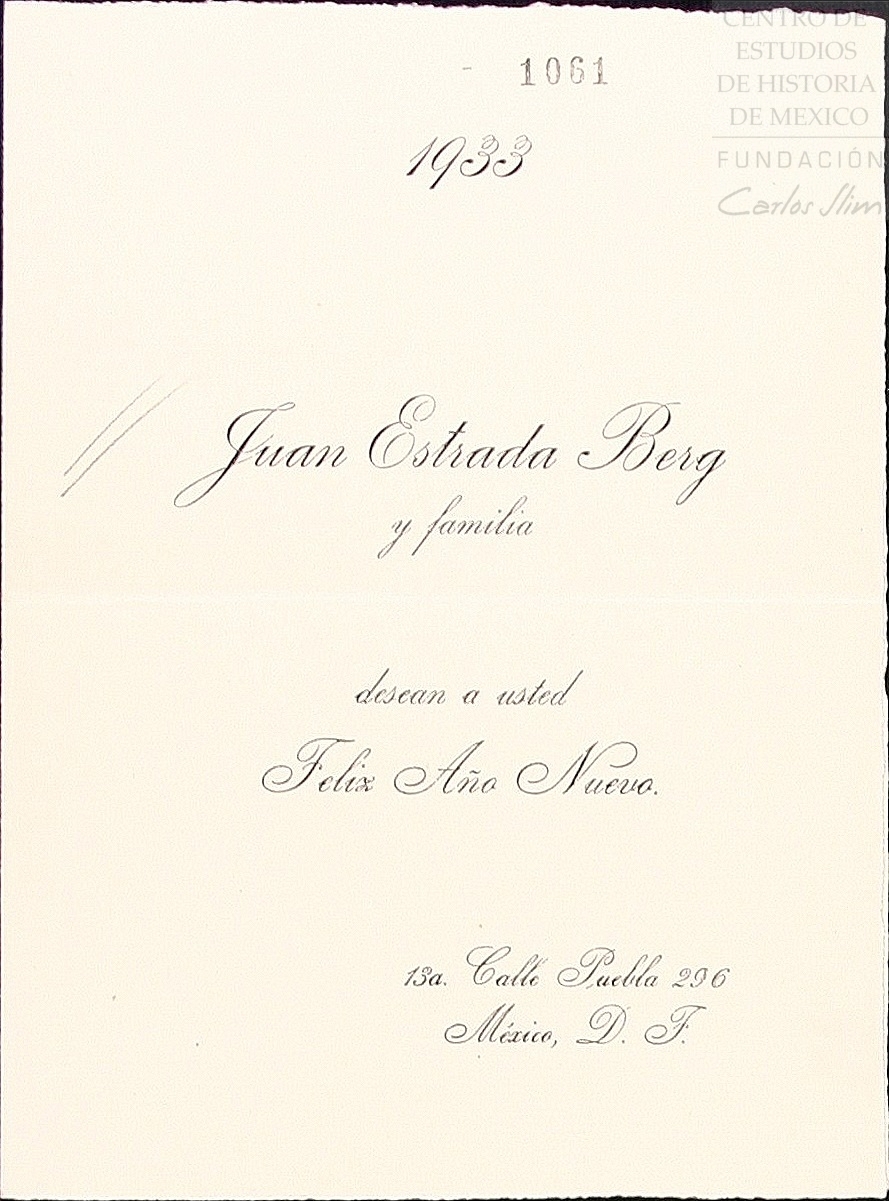 CENTRO DE
ESTUDIOS
DE HISTORIA
DE MEXICO
FUNDACIÓN
Carlos Slim
- 1061
1933
Juan Estrada Berg
y familia
desean a usted
Feliz Año Nuevo.
13a. Calle Puebla 296
México, D. F.